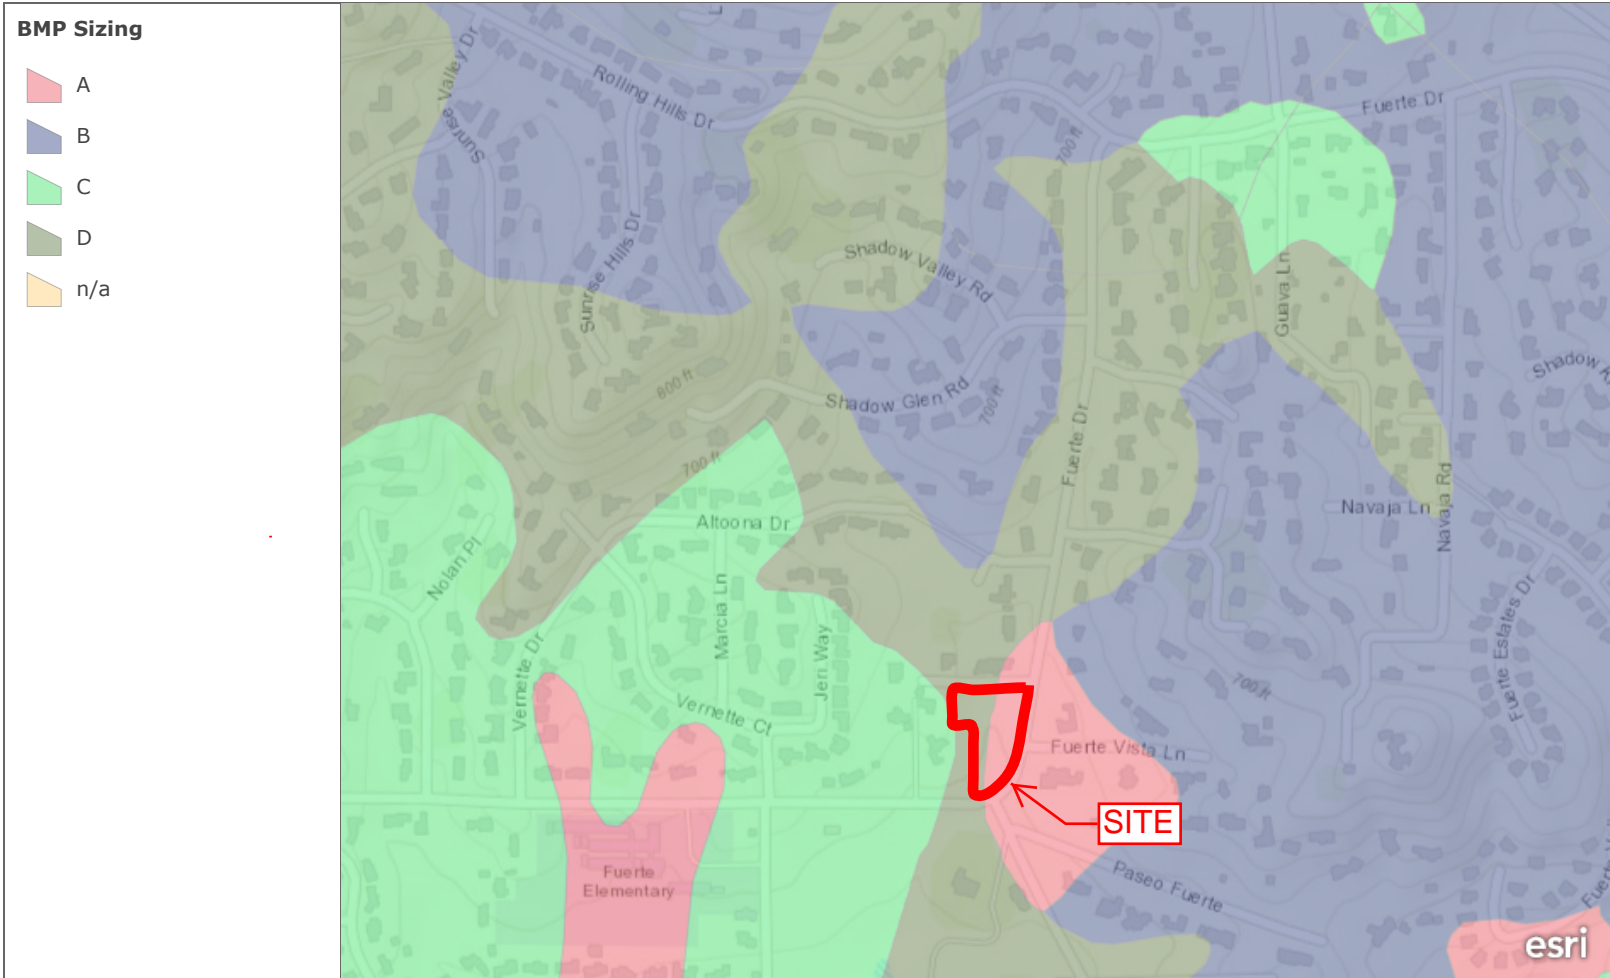 BMP Sizing
A
B
C
D
n/a
Sunrise Valley Dr
Rolling Hills Dr
Fuerte Dr
700 ft
Sunrise Hills Dr
Shadow Valley Rd
Guava Ln
800 ft
Shadow Glen Rd
700 ft
Fuerte Dr
700 ft
Altoona Dr
Navaja Ln
Navaja Rd
Nolan Pl
Marcia Ln
Jeri Way
Vernette Dr
Vernette Ct
Fuerte Estates Dr
700 ft
Fuerte Vista Ln
SITE
Fuerte
Elementary
Paseo Fuerte
esri